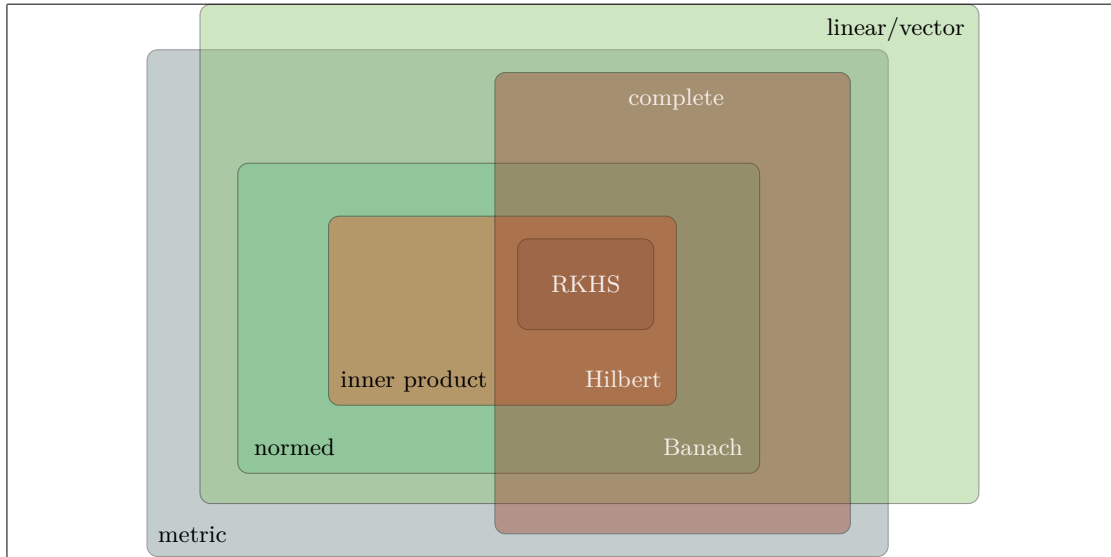 linear/vector
complete
RKHS
inner product
Hilbert
normed
Banach
metric